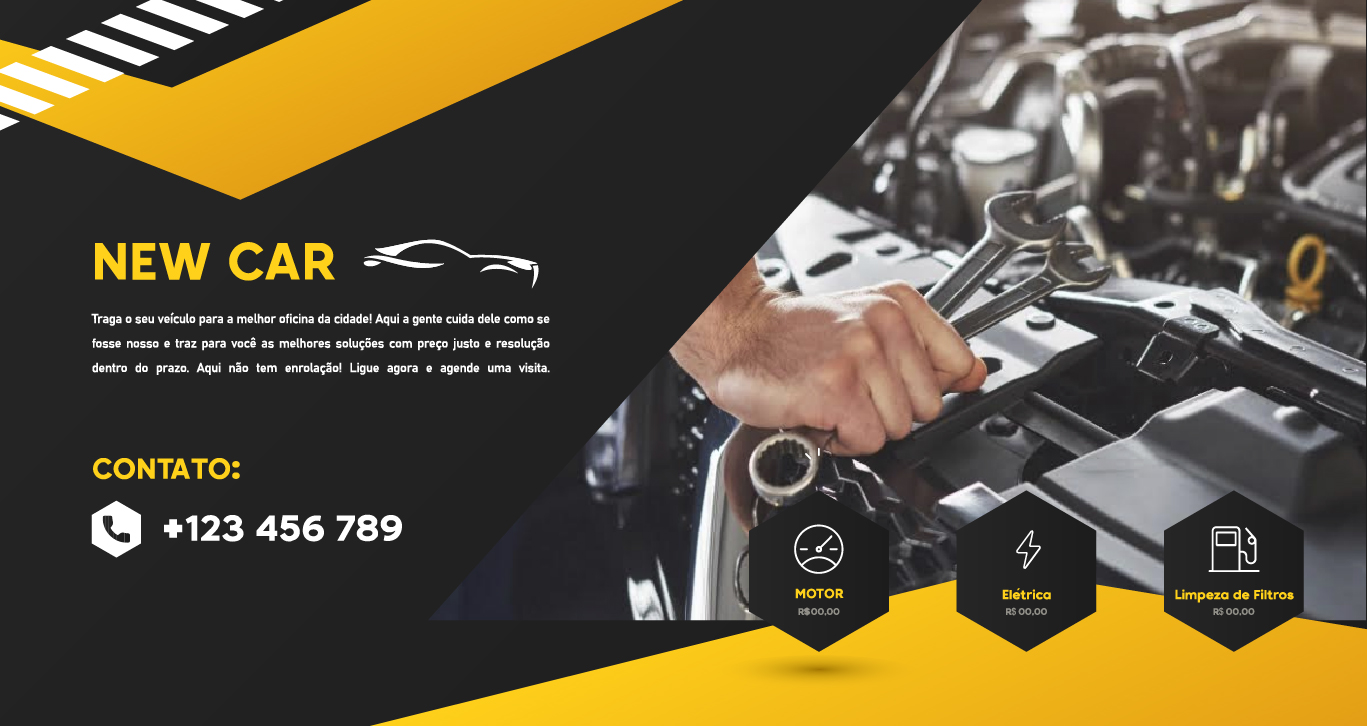 NEW CAR
Traga o seu veículo para a melhor oficina da cidade! Aqui a gente cuida dele como se
fosse nosso e traz para você as melhores soluções com preço justo e resolução
dentro do prazo. Aqui não tem enrolação! Ligue agora e agende uma visita.
CONTATO:
+123 456 789
MOTOR
R$00,00
Elétrica
R$ 00,00
Limpeza de Filtros
R$ 00,00